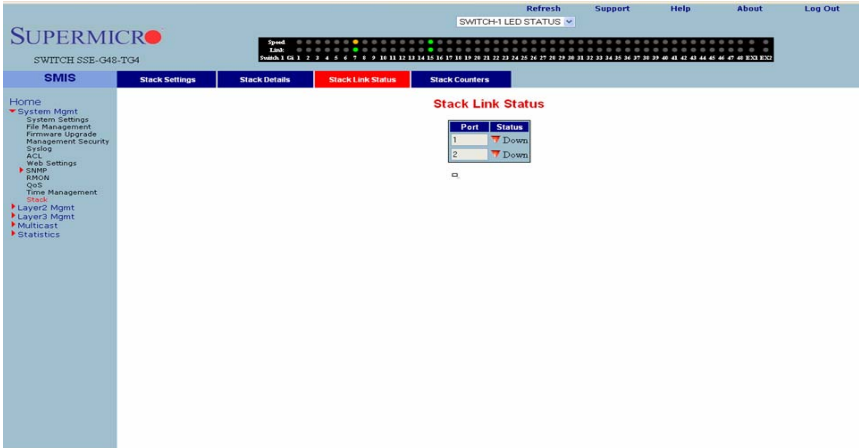 Refresh Support Help About Log Out
SWITCH-1 LED STATUS
SUPERMICRO
SWITCH SSE-G48-TG4
Speed
Link
Switch 1 Gi 1 2 3 4 5 6 7 8 9 10 11 12 13 14 15 16 17 18 19 20 21 22 23 24 25 26 27 28 29 30 31 32 33 34 35 36 37 38 39 40 41 42 43 44 45 46 47 48 EX1 EX2
SMIS
Stack Settings Stack Details Stack Link Status Stack Counters
Home
System Mgmt
System Settings
File Management
Firmware Upgrade
Management Security
Syslog
ACL
Web Settings
SNMP
RMON
QoS
Time Management
Stack
Layer2 Mgmt
Layer3 Mgmt
Multicast
Statistics
Stack Link Status
Port Status
1 Down
2 Down